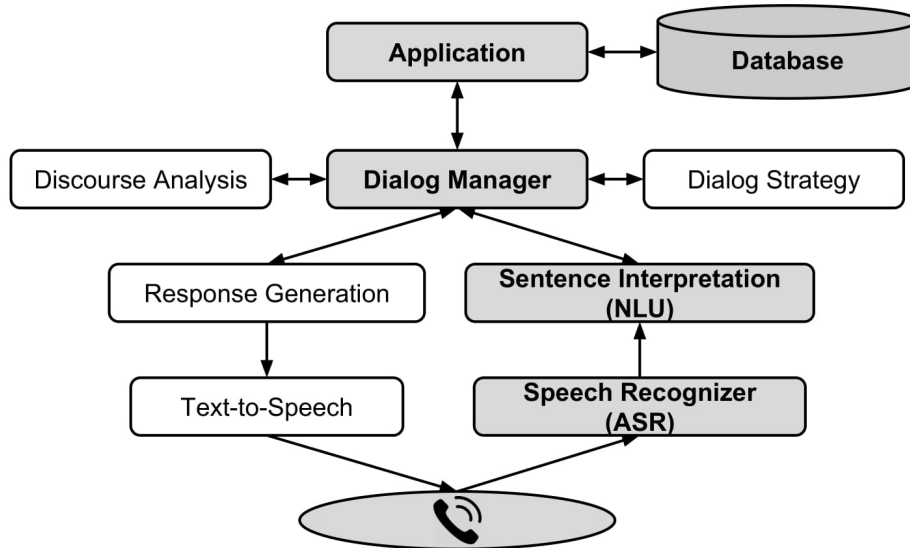 Application
Database
Discourse Analysis
Dialog Manager
Dialog Strategy
Response Generation
Sentence Interpretation
(NLU)
Text-to-Speech
Speech Recognizer
(ASR)